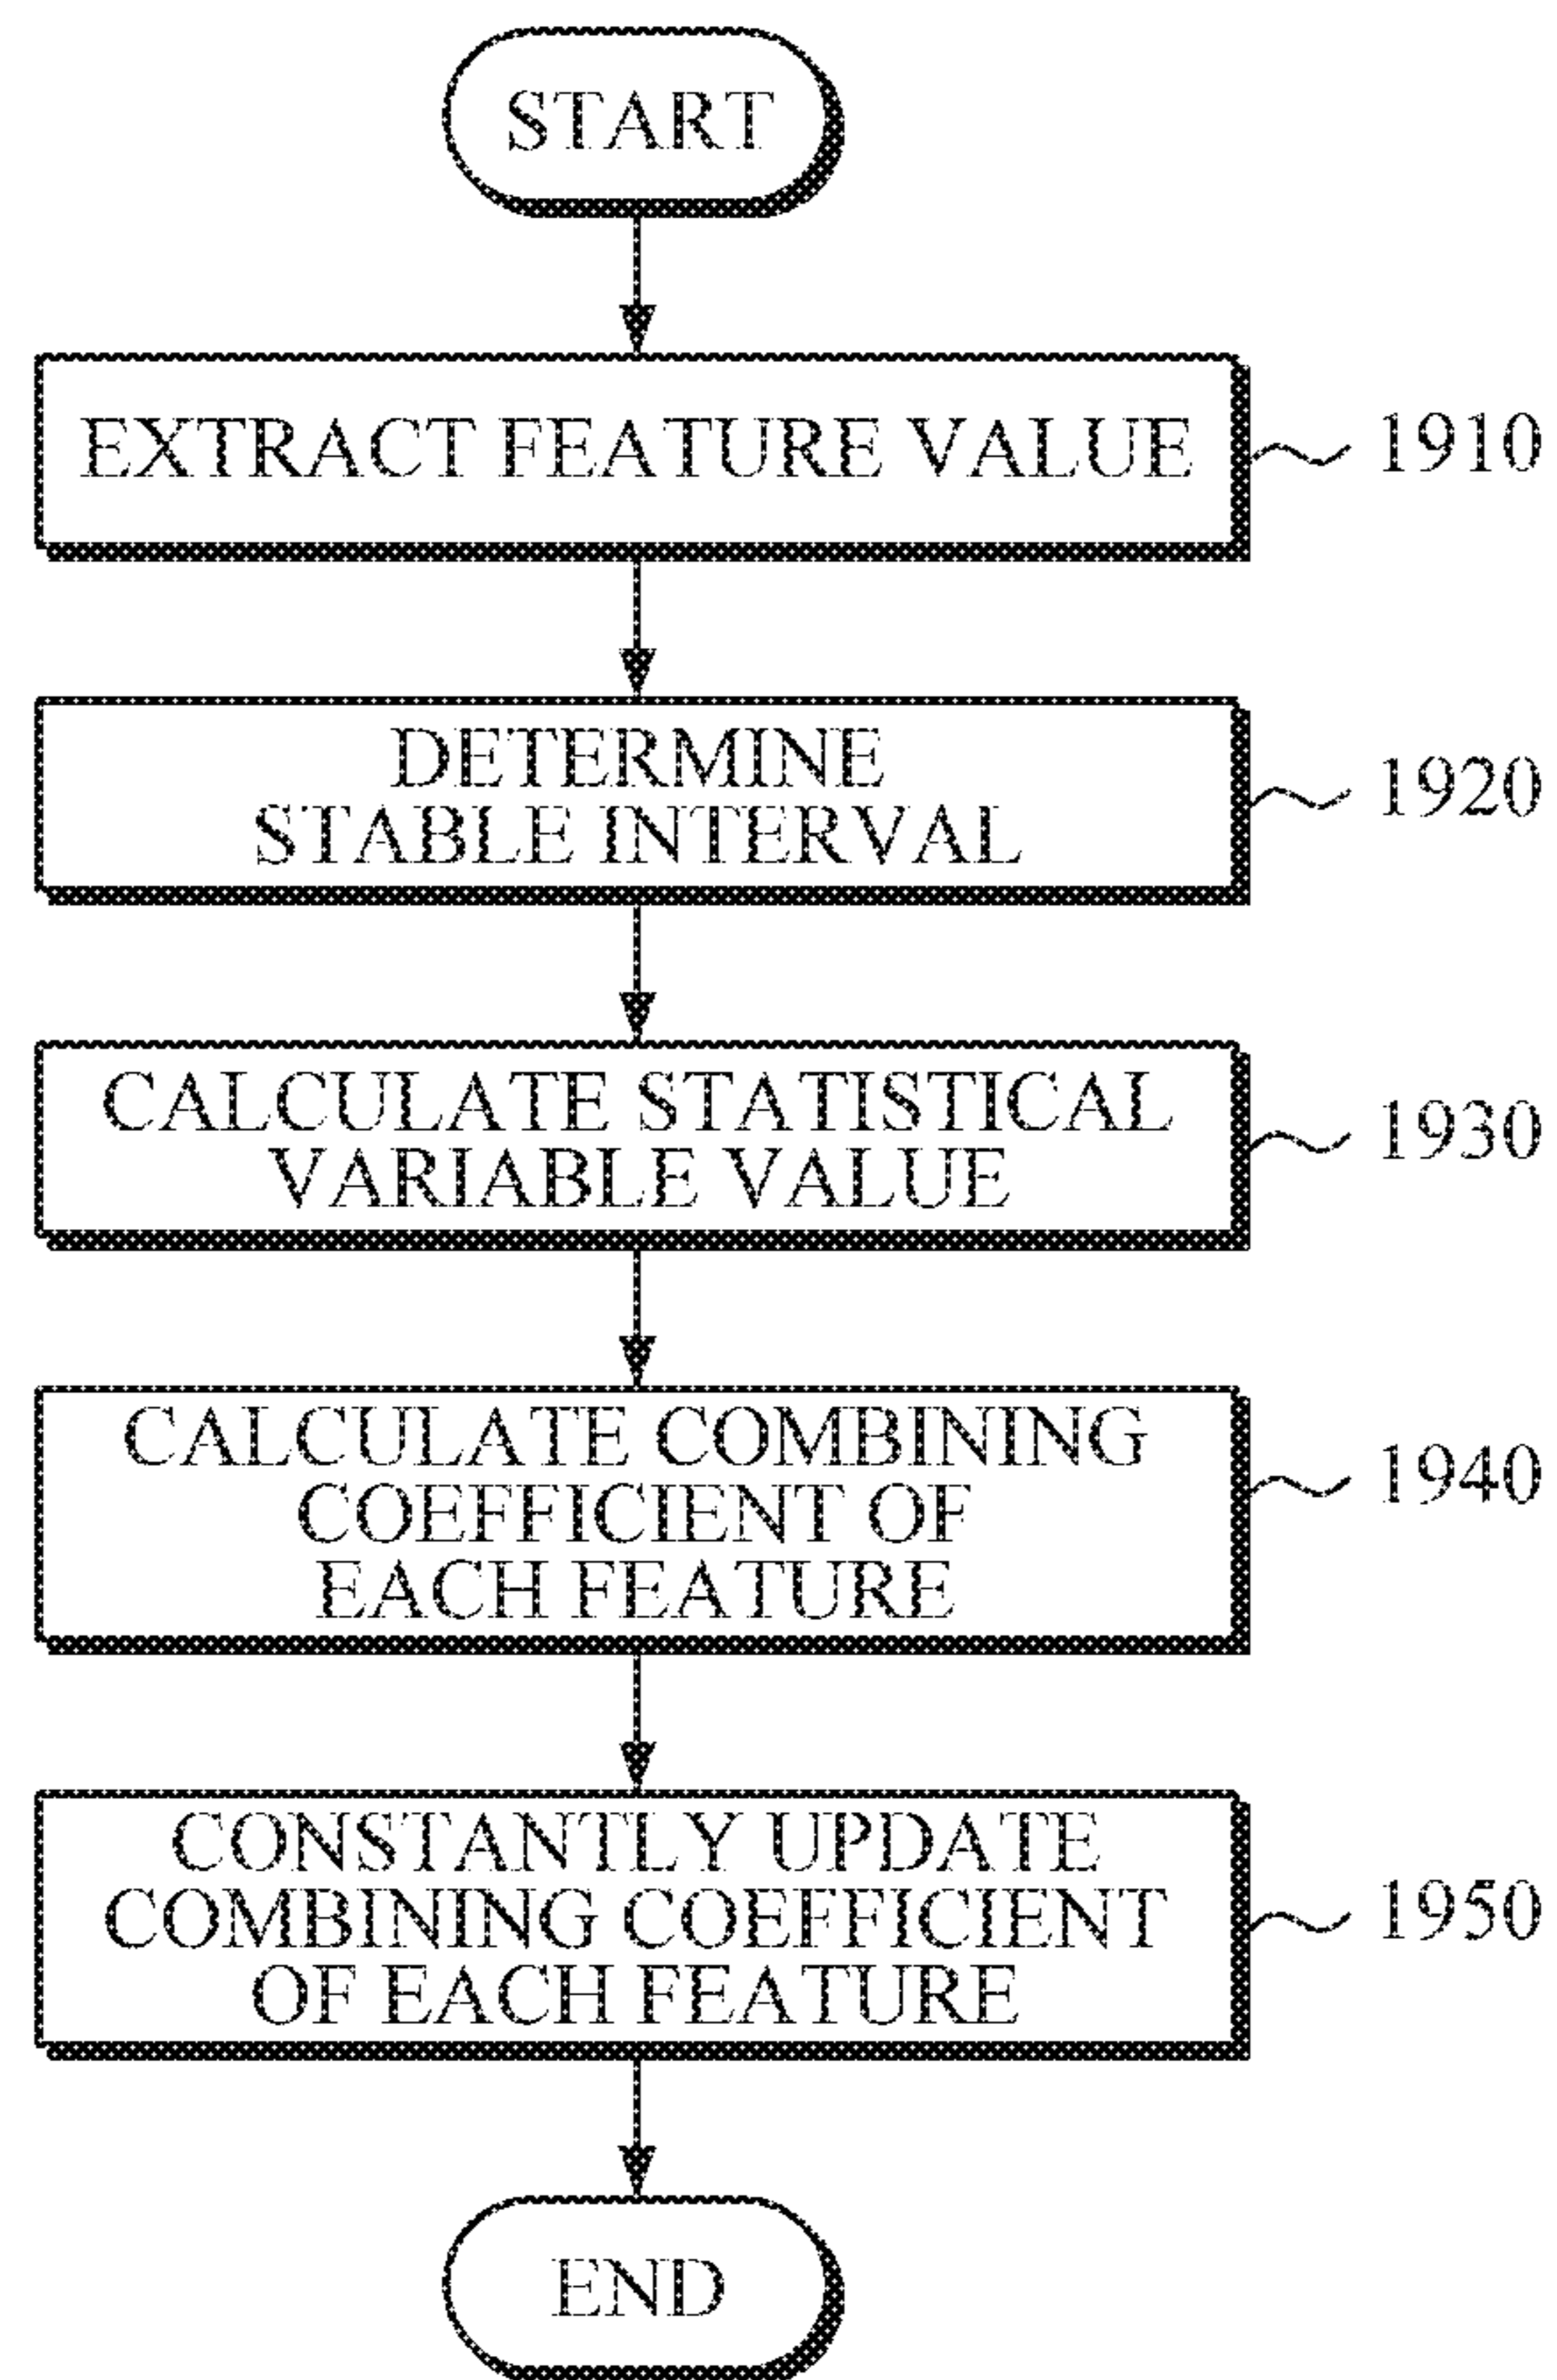 START
EXTRACT FEATURE VALUE
1910
DETERMINE
STABLE INTERVAL
1920
CALCULATE STATISTICAL
VARIABLE VALUE
1930
CALCULATE COMBINING
COEFFICIENT OF
EACH FEATURE
1940
CONSTANTLY UPDATE
COMBINING COEFFICIENT
OF EACH FEATURE
1950
END